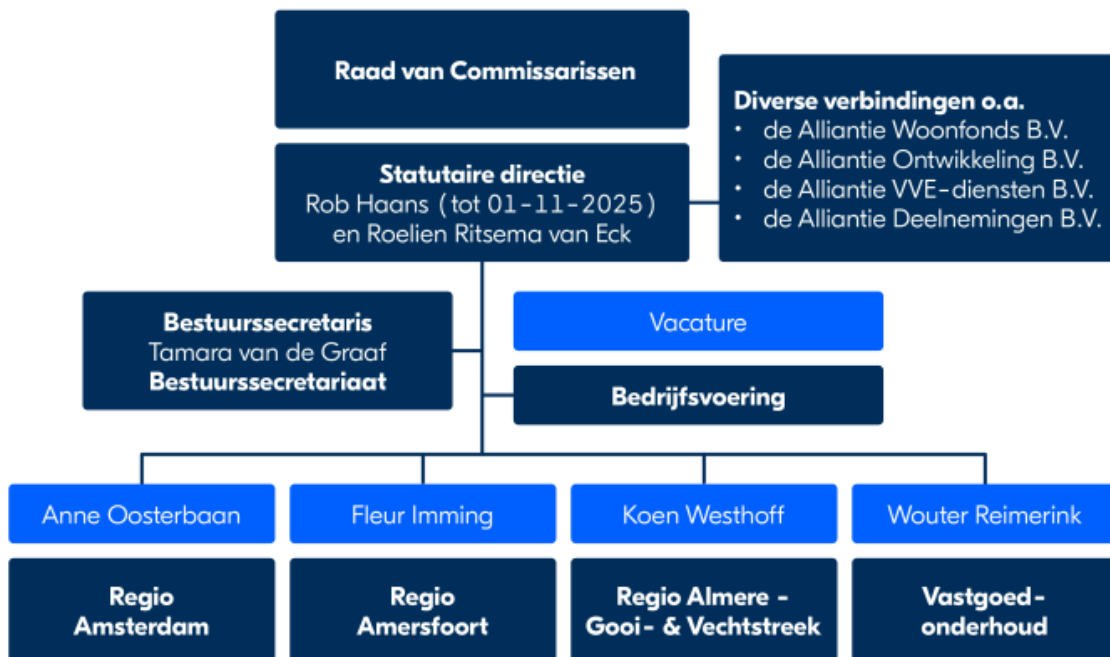 Raad van Commissarissen
Diverse verbindingen o.a.
• de Alliantie Woonfonds B.V.
• de Alliantie Ontwikkeling B.V.
• de Alliantie VVE-diensten B.V.
• de Alliantie Deelnemingen B.V.
Statutaire directie
Rob Haans (tot 01-11-2025)
en Roelien Ritsema van Eck
Bestuurssecretaris
Tamara van de Graaf
Bestuurssecretariaat
Vacature
Bedrijfsvoering
Anne Oosterbaan
Fleur Imming
Koen Westhoff
Wouter Reimerink
Regio
Amsterdam
Regio
Amersfoort
Regio Almere -
Gooi- & Vechtstreek
Vastgoed-
onderhoud